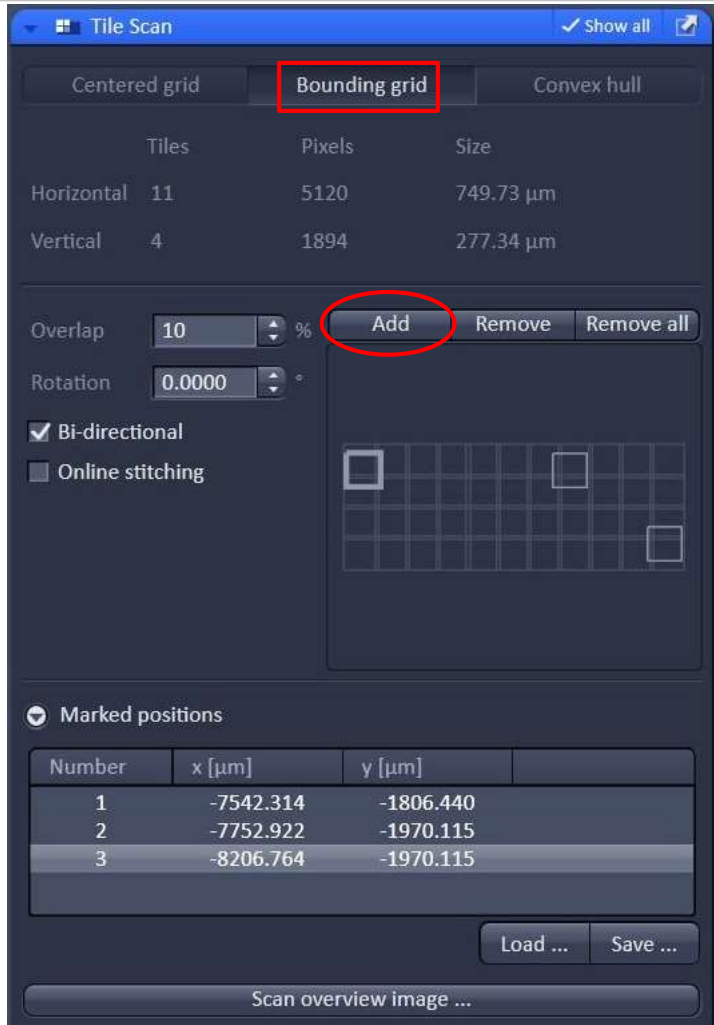 Tile Scan Show all
Centered grid Bounding grid Convex hull
Tiles Pixels Size
Horizontal 11 5120 749.73 µm
Vertical 4 1894 277.34 µm
Overlap 10 % Add Remove Remove all
Rotation 0.0000 °
Bi-directional
Online stitching
Marked positions
Number x [µm] y [µm]
1 -7542.314 -1806.440
2 -7752.922 -1970.115
3 -8206.764 -1970.115
Load ... Save ...
Scan overview image ...